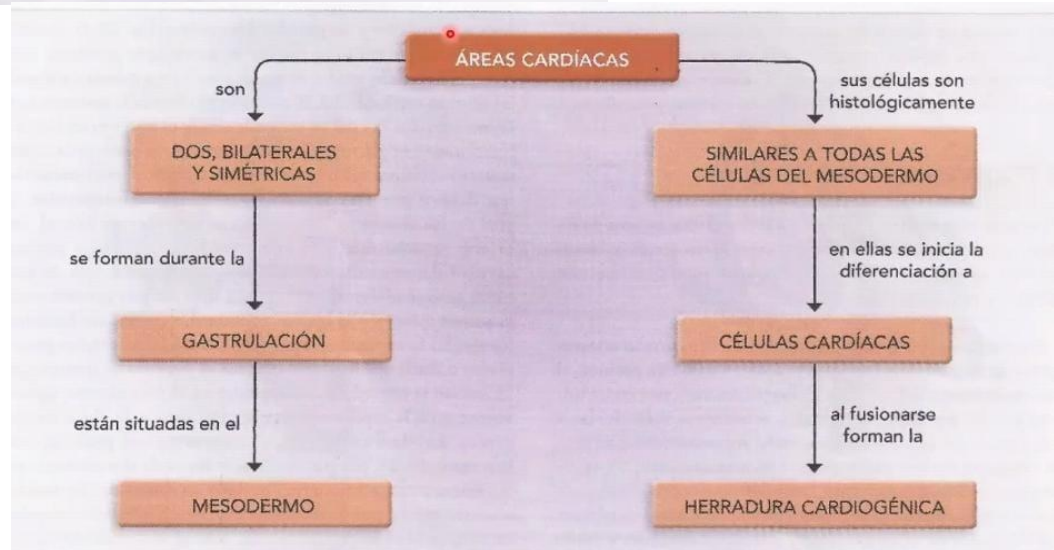 ÁREAS CARDÍACAS
son
DOS, BILATERALES
Y SIMÉTRICAS
se forman durante la
GASTRULACIÓN
están situadas en el
MESODERMO
sus células son
histológicamente
SIMILARES A TODAS LAS
CÉLULAS DEL MESODERMO
en ellas se inicia la
diferenciación a
CÉLULAS CARDÍACAS
al fusionarse
forman la
HERRADURA CARDIOGÉNICA